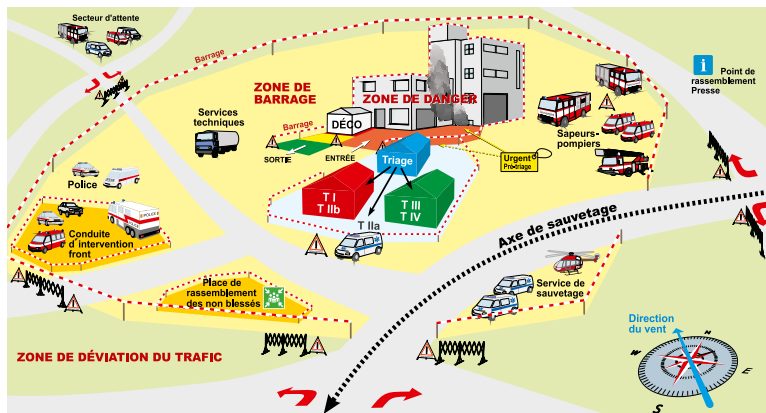 Secteur d'attente
Barrage
ZONE DE
BARRAGE
ZONE DE DANGER
i
Point de
rassemblement
Presse
Services
techniques
Barrage
DÉCO
SORTIE
ENTRÉE
Triage
Urgent
Pré-triage
Sapeurs-
pompiers
Police
POLICE
T I
T IIb
T III
T IV
T IIa
Conduite
d'intervention
front
Axe de sauvetage
Place de
rassemblement
des non blessés
Service de
sauvetage
ZONE DE DÉVIATION DU TRAFIC
Direction
du vent
N
W
E
S